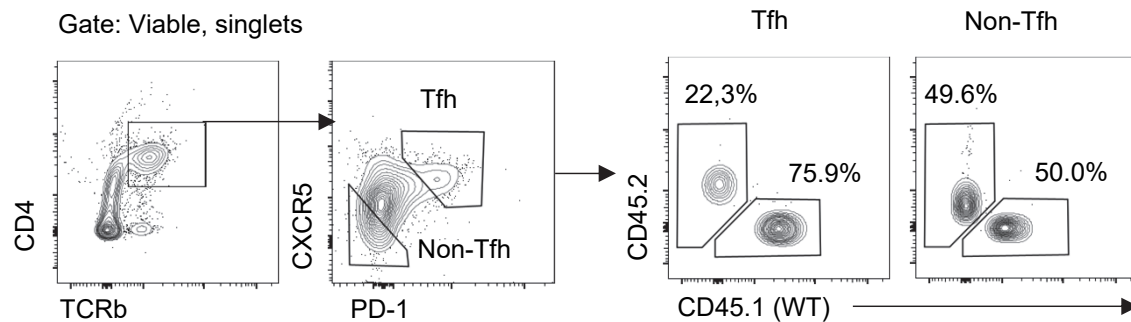 Gate: Viable, singlets
Tfh
Non-Tfh
CD4
TCRb
CXCR5
Tfh
Non-Tfh
PD-1
CD45.2
22,3%
75.9%
49.6%
50.0%
CD45.1 (WT)